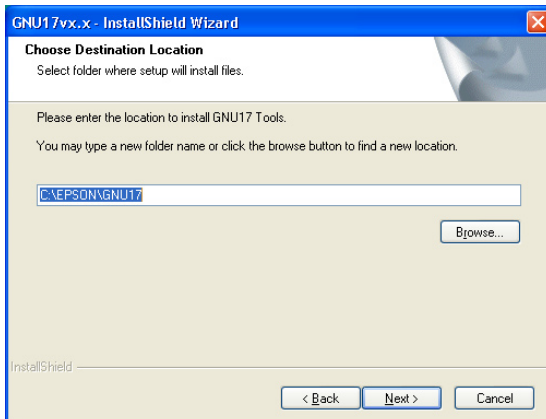 GNU17vx.x - InstallShield Wizard
Choose Destination Location
Select folder where setup will install files.
Please enter the location to install GNU17 Tools.
You may type a new folder name or click the browse button to find a new location.
C:\EPSON\GNU17
Browse...
InstallShield
< Back Next > Cancel